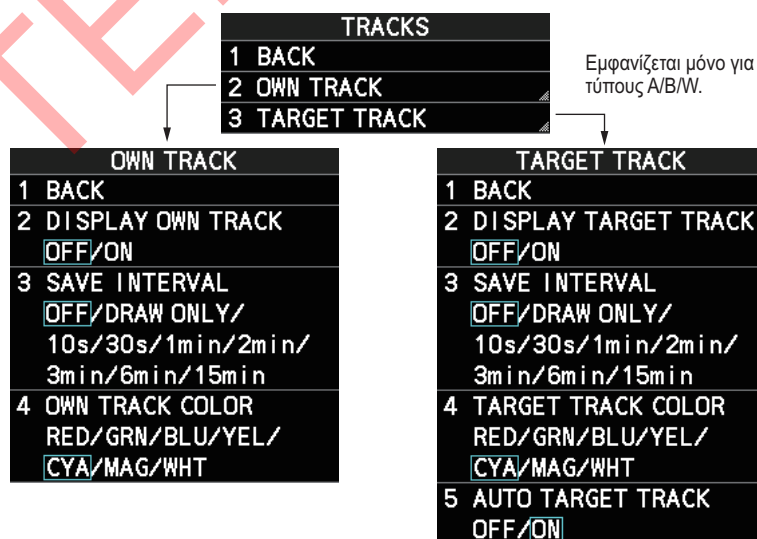 TRACKS
1 BACK
2 OWN TRACK
3 TARGET TRACK
Εμφανίζεται μόνο για
τύπους A/B/W.
OWN TRACK
1 BACK
2 DISPLAY OWN TRACK
OFF/ON
3 SAVE INTERVAL
OFF/DRAW ONLY/
10s/30s/1min/2min/
3min/6min/15min
4 OWN TRACK COLOR
RED/GRN/BLU/YEL/
CYA/MAG/WHT
TARGET TRACK
1 BACK
2 DISPLAY TARGET TRACK
OFF/ON
3 SAVE INTERVAL
OFF/DRAW ONLY/
10s/30s/1min/2min/
3min/6min/15min
4 TARGET TRACK COLOR
RED/GRN/BLU/YEL/
CYA/MAG/WHT
5 AUTO TARGET TRACK
OFF/ON